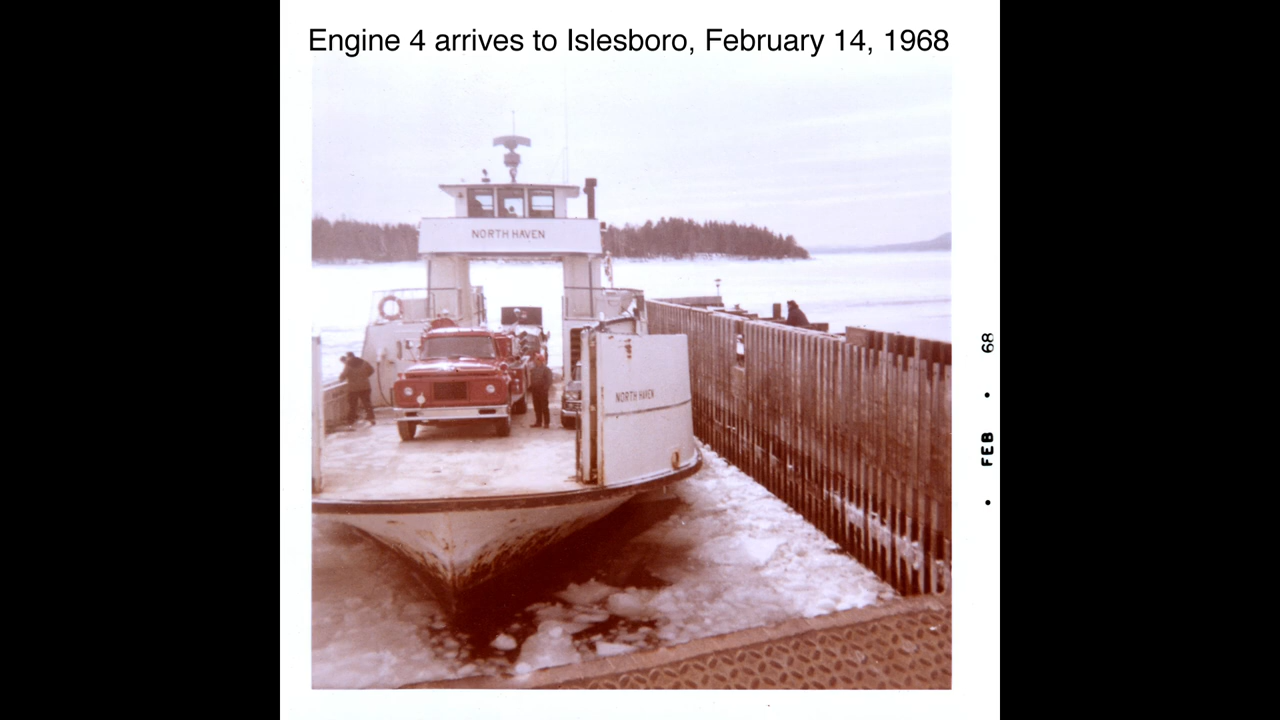 Engine 4 arrives to Islesboro, February 14, 1968
NORTH HAVEN
NORTH HAVEN
• FEB • 68